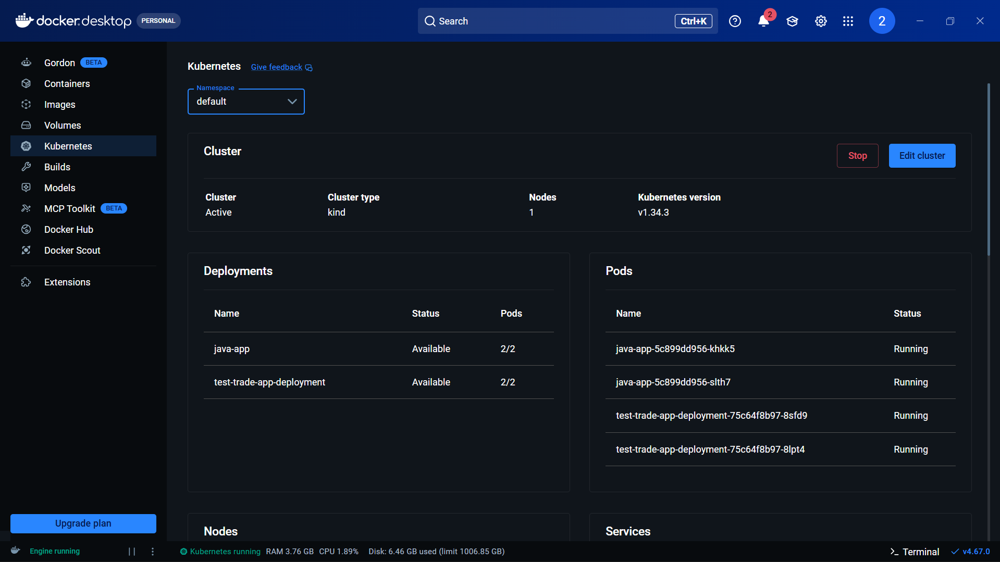 docker.desktop PERSONAL
Search Ctrl+K 2 2
Gordon BETA
Containers
Images
Volumes
Kubernetes
Builds
Models
MCP Toolkit BETA
Docker Hub
Docker Scout
Extensions
Upgrade plan
Kubernetes Give feedback
Namespace
default
Cluster
Stop Edit cluster
Cluster Cluster type Nodes Kubernetes version
Active kind 1 v1.34.3
Deployments
Name Status Pods
java-app Available 2/2
test-trade-app-deployment Available 2/2
Pods
Name Status
java-app-5c899dd956-khkk5 Running
java-app-5c899dd956-slth7 Running
test-trade-app-deployment-75c64f8b97-8sfd9 Running
test-trade-app-deployment-75c64f8b97-8lpt4 Running
Nodes
Services
Engine running Kubernetes running RAM 3.76 GB CPU 1.89% Disk: 6.46 GB used (limit 1006.85 GB) Terminal v4.67.0